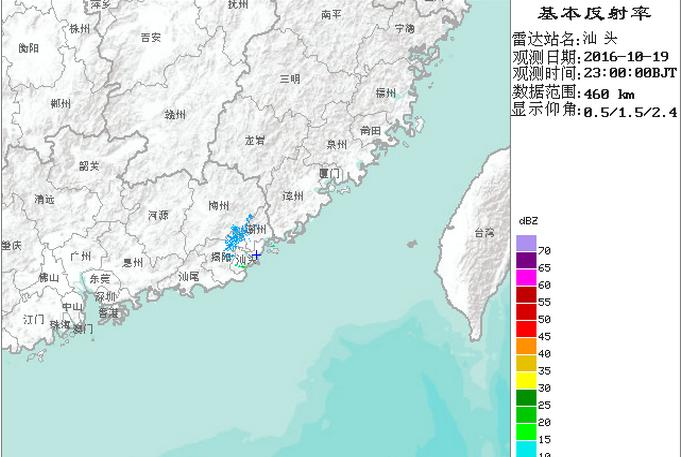 基本反射率
雷达站名:汕 头
观测日期:2016-10-19
观测时间:23:00:00BJT
数据范围:460 km
显示仰角:0.5/1.5/2.4
dBZ
70
65
60
55
50
45
40
35
30
25
20
15
10
萍乡
抚州
南平
株州
宁德
衡阳
吉安
三明
福州
郴州
赣州
莆田
龙岩
泉州
韶关
厦门
漳州
清远
梅州
河源
潮州
台湾
肇庆
广州
惠州
揭阳
汕头
佛山
东莞
汕尾
深圳
中山
香港
江门
珠海
澳门